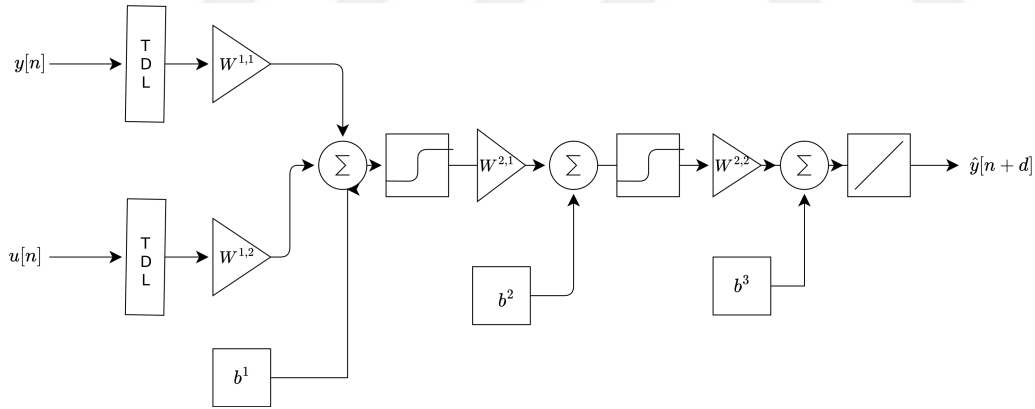 y[n]
T
D
L
W^{1,1}
∑
W^{2,1}
∑
W^{2,2}
∑
ŷ[n + d]
u[n]
T
D
L
W^{1,2}
b^1
b^2
b^3